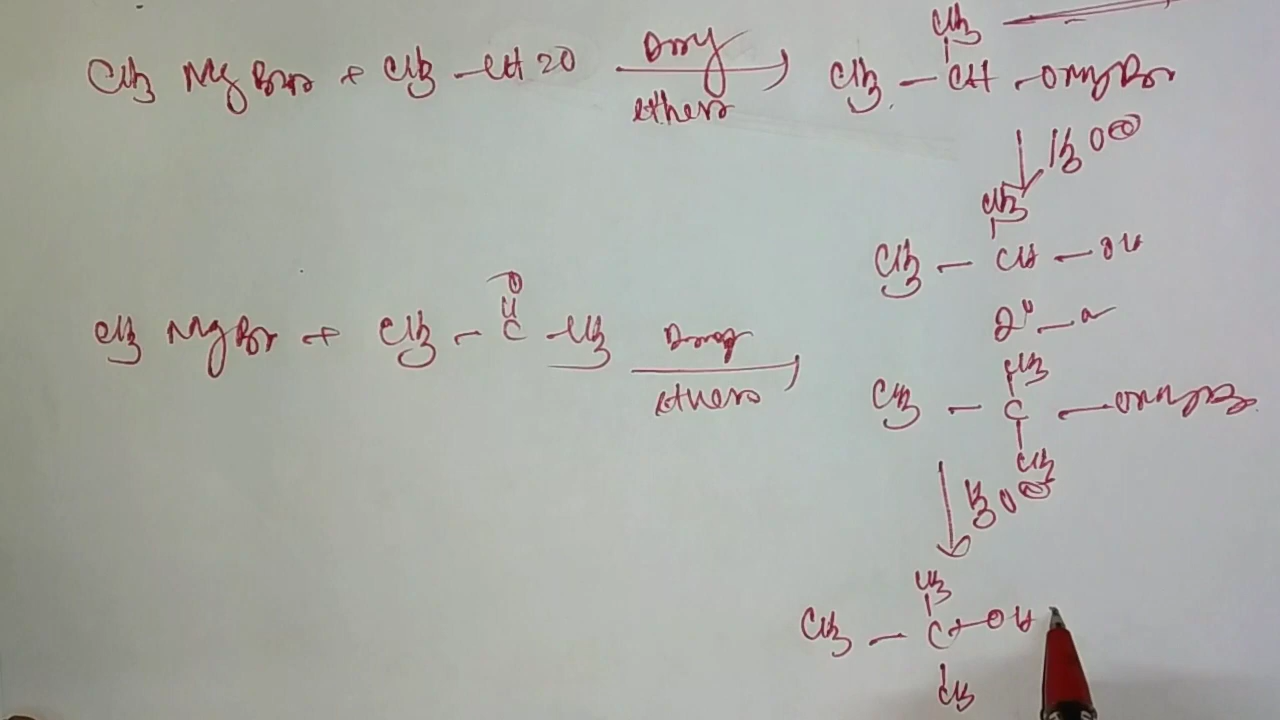 CH3
CH3 MgBr + CH3 – CH=O Dry ether CH3 – CH – OMgBr
H3O⊕
CH3
CH3 – CH – OH
2° – a
O
CH3 MgBr + CH3 – C – CH3 Dry ether
CH3
CH3 – C – OMgBr
CH3
H3O⊕
CH3
CH3 – C – OH
CH3